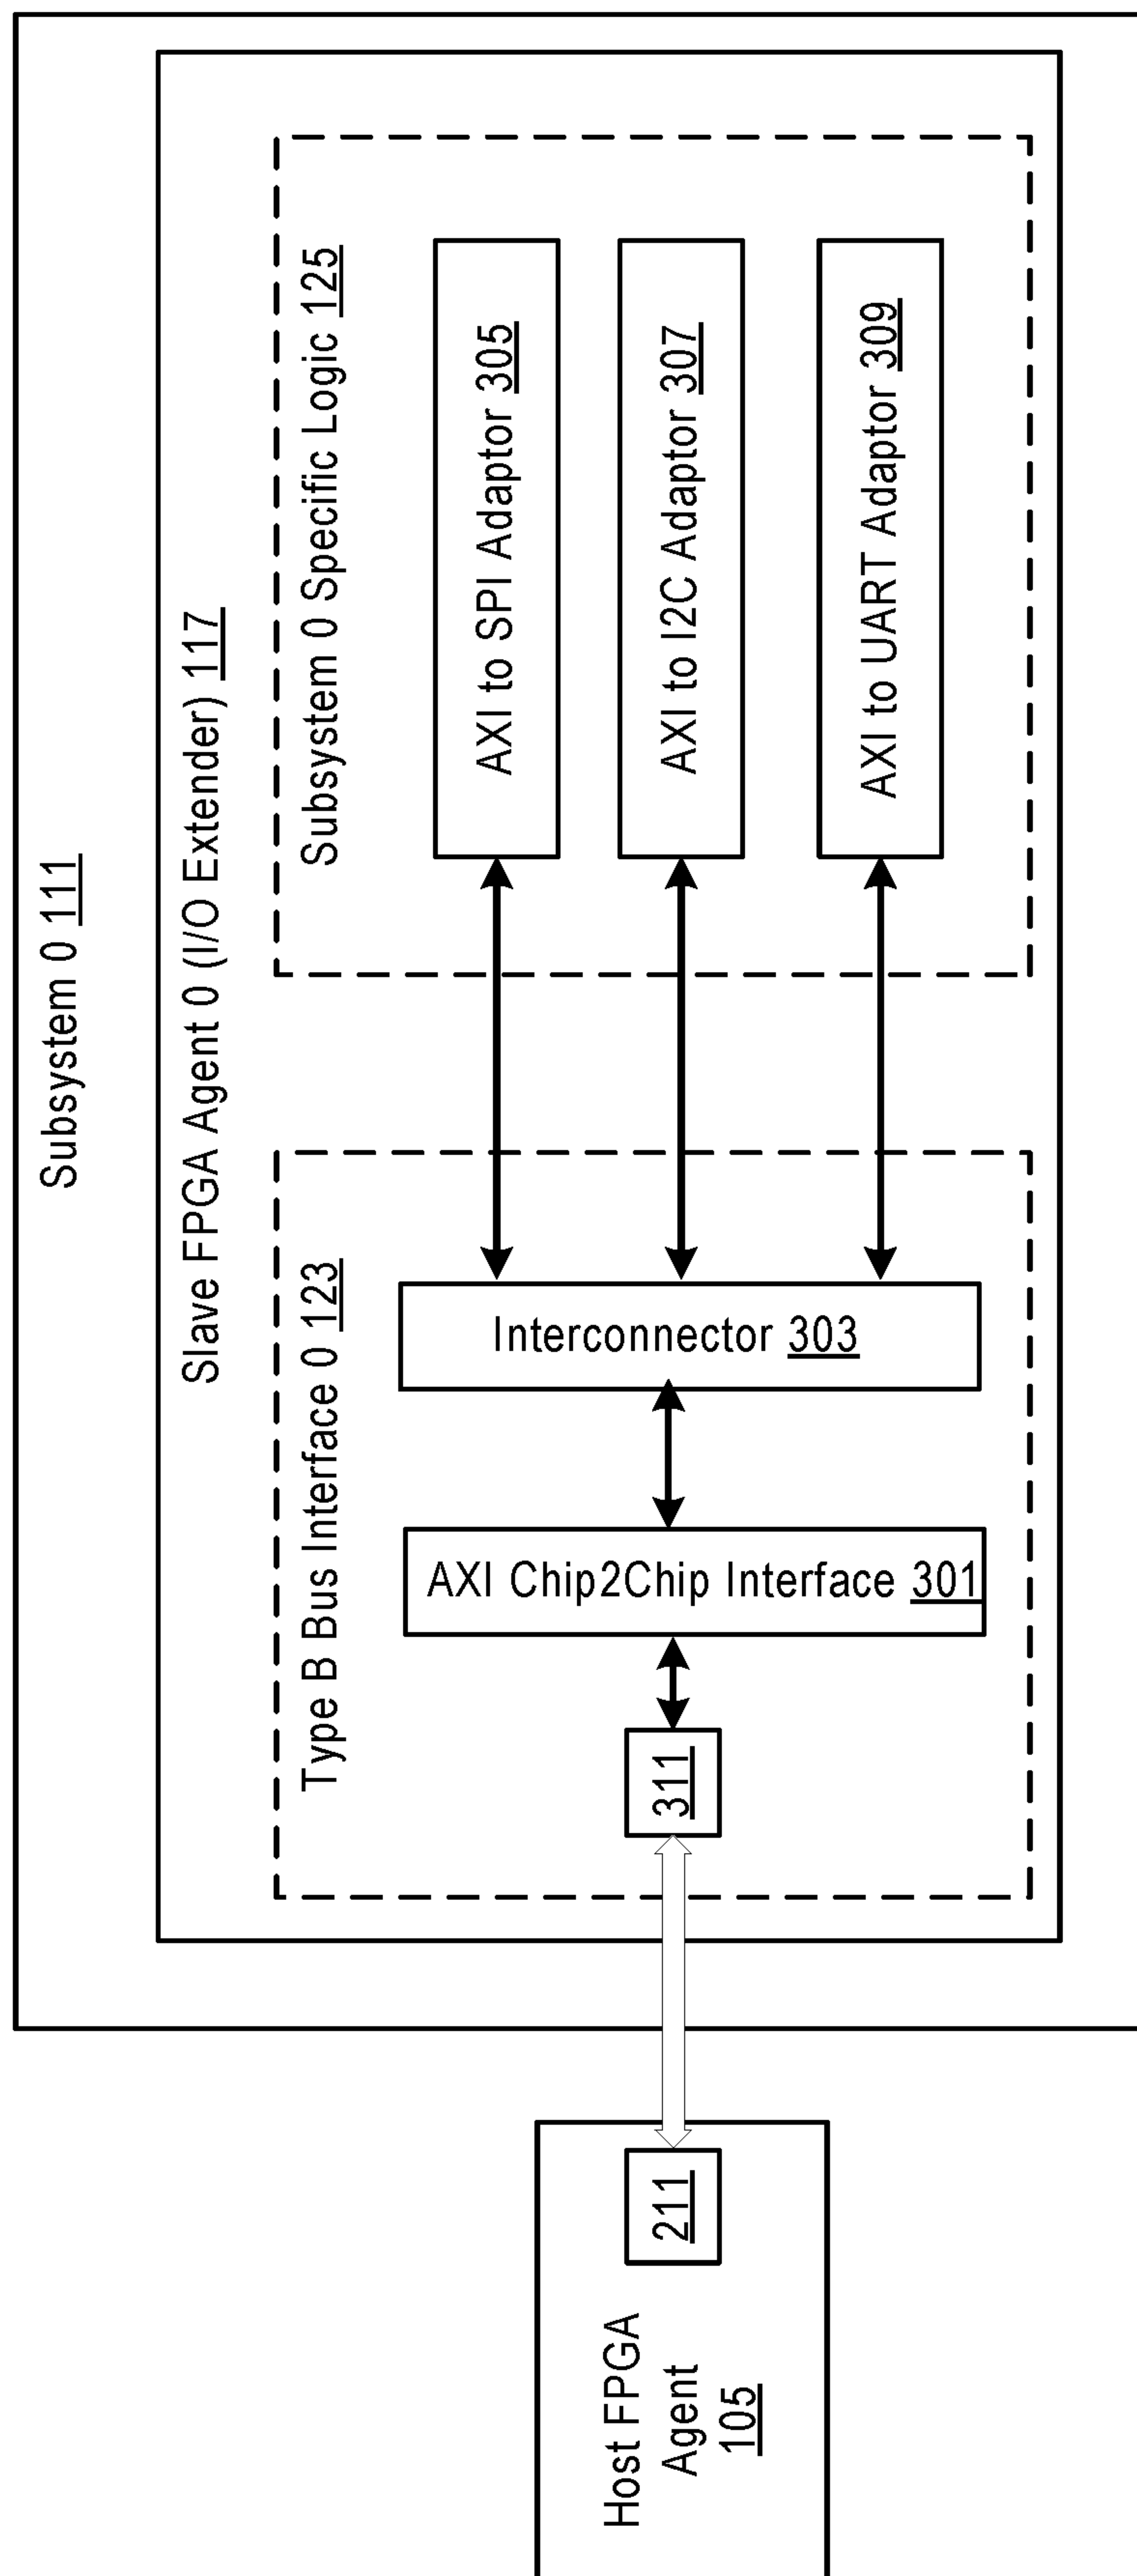 Subsystem 0 111
Slave FPGA Agent 0 (I/O Extender) 117
Type B Bus Interface 0 123
Subsystem 0 Specific Logic 125
Host FPGA
Agent
105
211
311
AXI Chip2Chip Interface 301
Interconnector 303
AXI to SPI Adaptor 305
AXI to I2C Adaptor 307
AXI to UART Adaptor 309